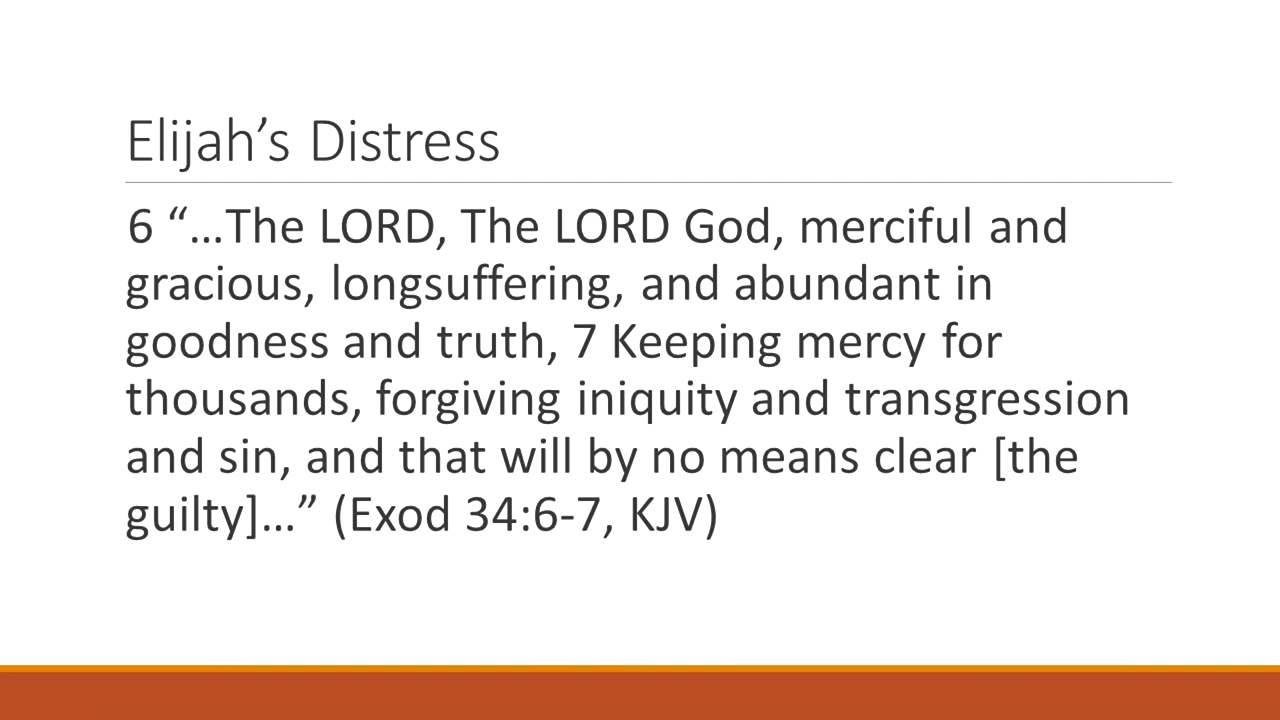 Elijah’s Distress
6 “…The LORD, The LORD God, merciful and
gracious, longsuffering, and abundant in
goodness and truth, 7 Keeping mercy for
thousands, forgiving iniquity and transgression
and sin, and that will by no means clear [the
guilty]…” (Exod 34:6-7, KJV)